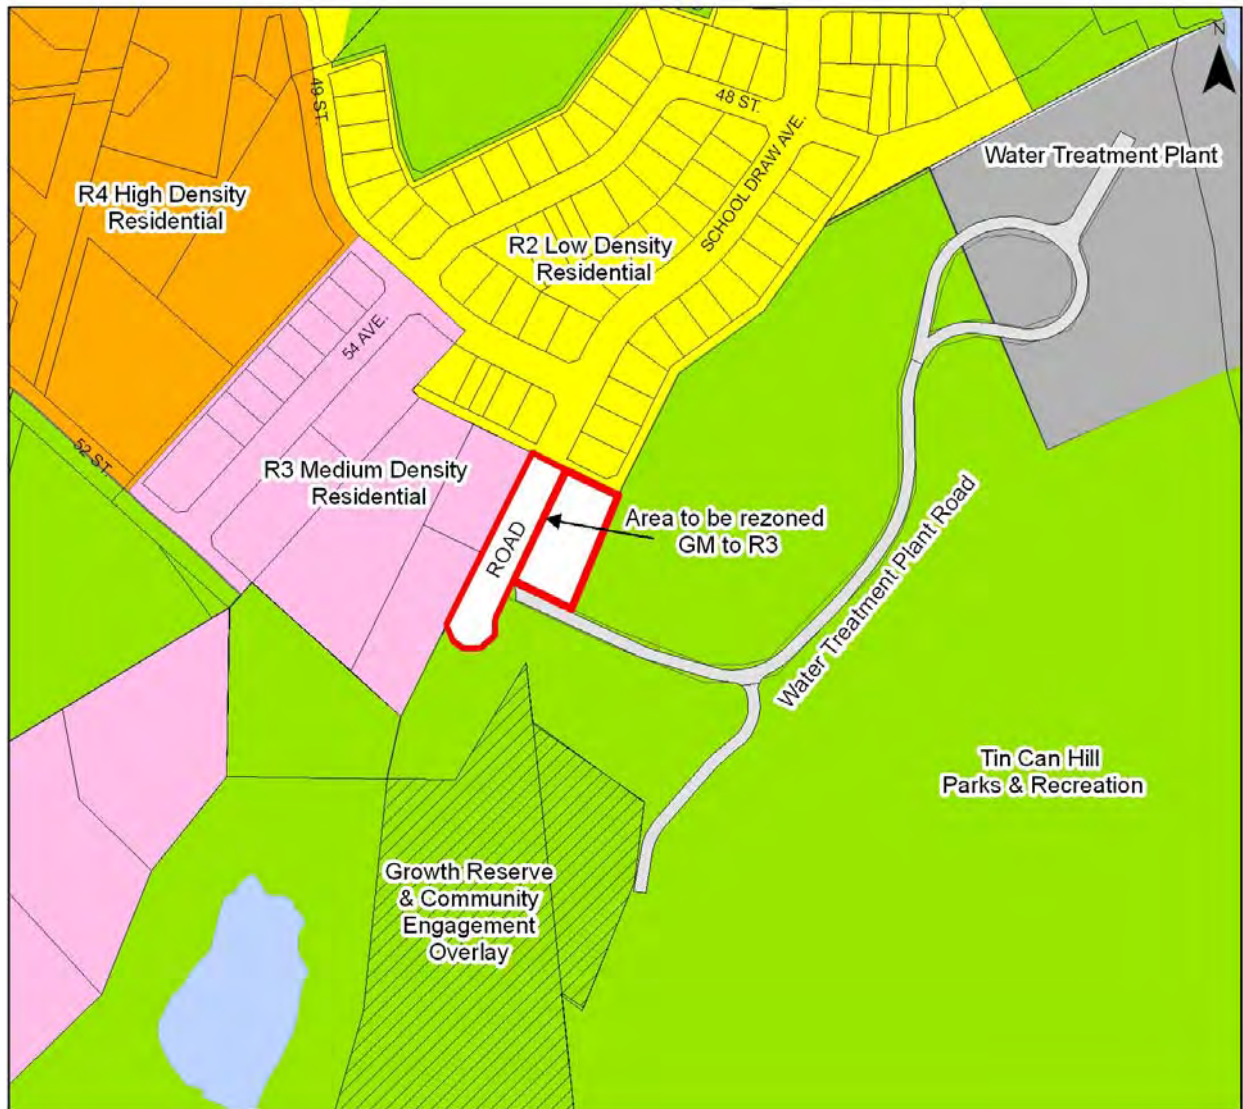 N
49 ST.
48 ST.
SCHOOL DRAW AVE.
Water Treatment Plant
R4 High Density
Residential
R2 Low Density
Residential
54 AVE.
52 ST.
R3 Medium Density
Residential
ROAD
Area to be rezoned
GM to R3
Water Treatment Plant Road
Tin Can Hill
Parks & Recreation
Growth Reserve
& Community
Engagement
Overlay